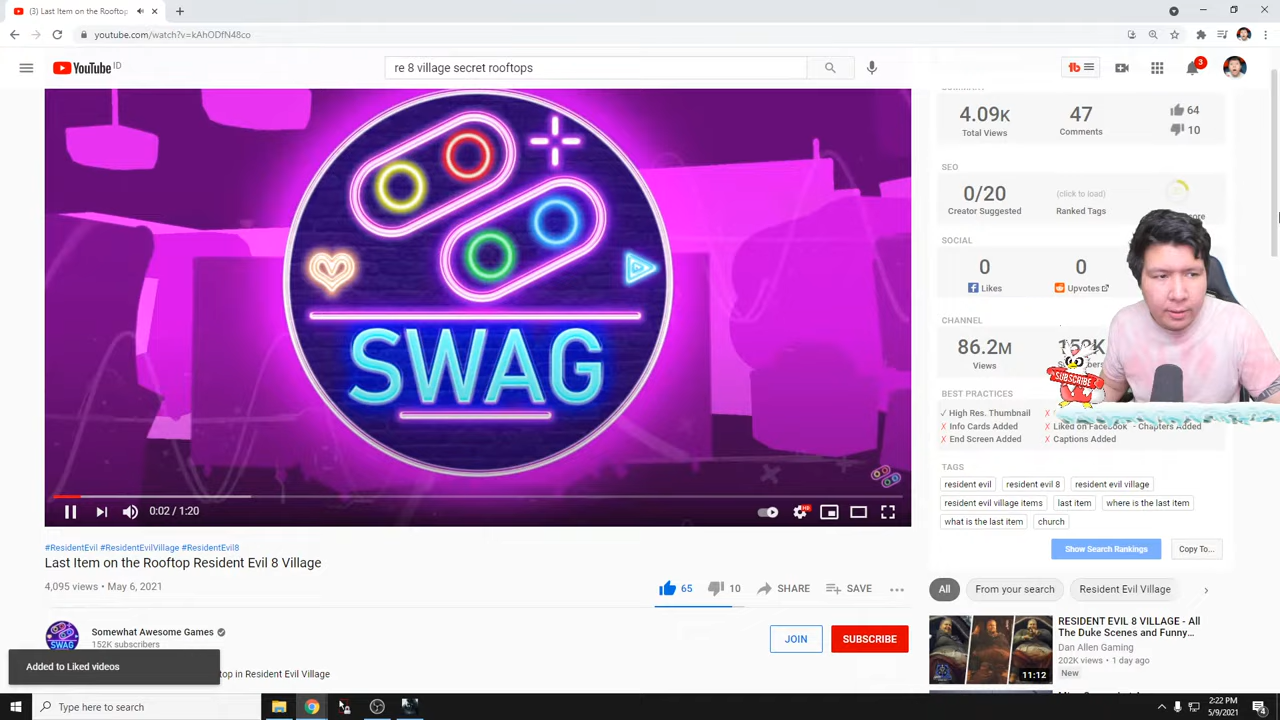 (3) Last Item on the Rooftop
youtube.com/watch?v=kAhODfN48co
YouTube ID
re 8 village secret rooftops
3
4.09K
47
64
Total Views
Comments
10
SEO
0/20
(click to load)
Creator Suggested
Ranked Tags
SOCIAL
0
0
Likes
Upvotes
CHANNEL
86.2M
Views
SUBSCRIBE
BEST PRACTICES
✓ High Res. Thumbnail
X Info Cards Added
X Liked on Facebook
- Chapters Added
X End Screen Added
X Captions Added
TAGS
resident evil
resident evil 8
resident evil village
resident evil village items
last item
where is the last item
what is the last item
church
Show Search Rankings
Copy To...
SWAG
0:02 / 1:20
HD
#ResidentEvil #ResidentEvilVillage #ResidentEvil8
Last Item on the Rooftop Resident Evil 8 Village
4,095 views • May 6, 2021
65
10
SHARE
SAVE
All
From your search
Resident Evil Village
Somewhat Awesome Games
152K subscribers
JOIN
SUBSCRIBE
Added to Liked videos
top in Resident Evil Village
RESIDENT EVIL 8 VILLAGE - All
The Duke Scenes and Funny...
Dan Allen Gaming
202K views • 1 day ago
New
11:12
Type here to search
2:22 PM
5/9/2021
4